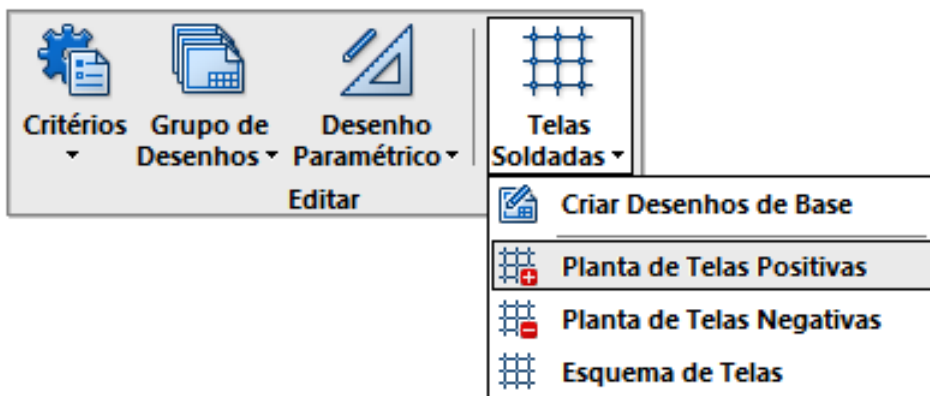 Critérios
Grupo de
Desenhos
Desenho
Paramétrico
Telas
Soldadas
Editar
Criar Desenhos de Base
Planta de Telas Positivas
Planta de Telas Negativas
Esquema de Telas